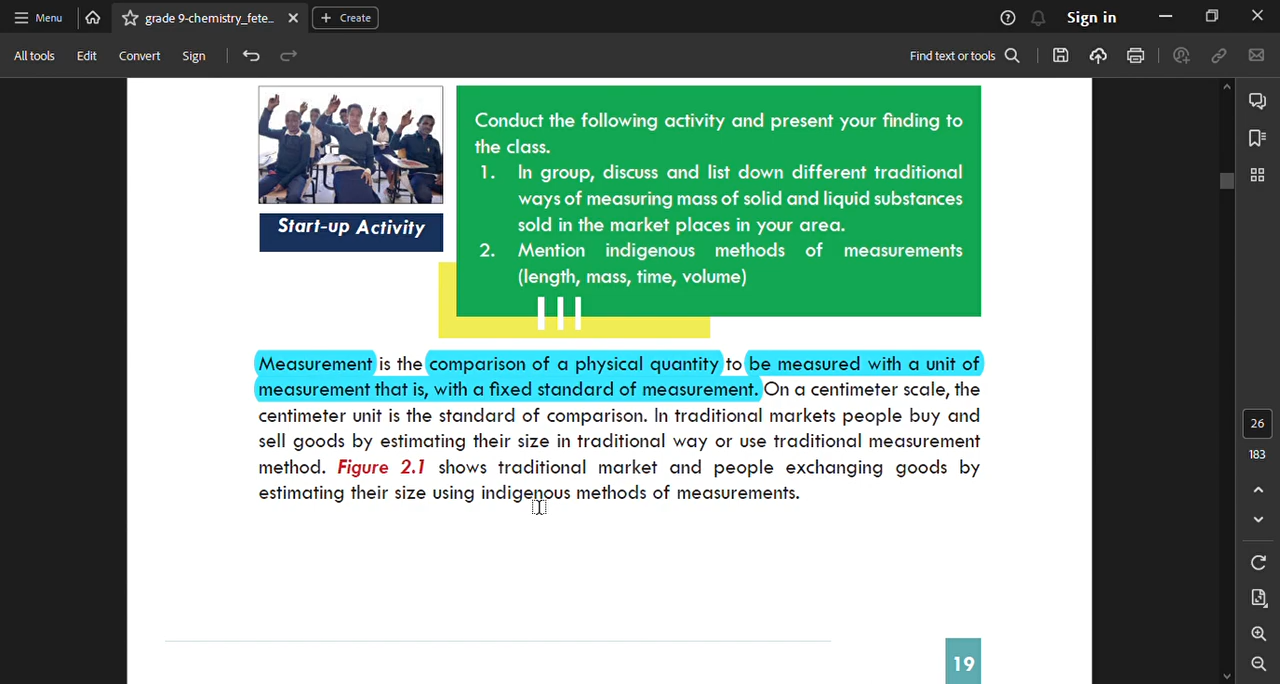 Menu
grade 9-chemistry_fete...
Create
Sign in
All tools
Edit
Convert
Sign
Find text or tools
Start-up Activity
Conduct the following activity and present your finding to
the class.
1. In group, discuss and list down different traditional
ways of measuring mass of solid and liquid substances
sold in the market places in your area.
2. Mention indigenous methods of measurements
(length, mass, time, volume)
Measurement is the comparison of a physical quantity to be measured with a unit of
measurement that is, with a fixed standard of measurement. On a centimeter scale, the
centimeter unit is the standard of comparison. In traditional markets people buy and
sell goods by estimating their size in traditional way or use traditional measurement
method. Figure 2.1 shows traditional market and people exchanging goods by
estimating their size using indigenous methods of measurements.
19
26
183